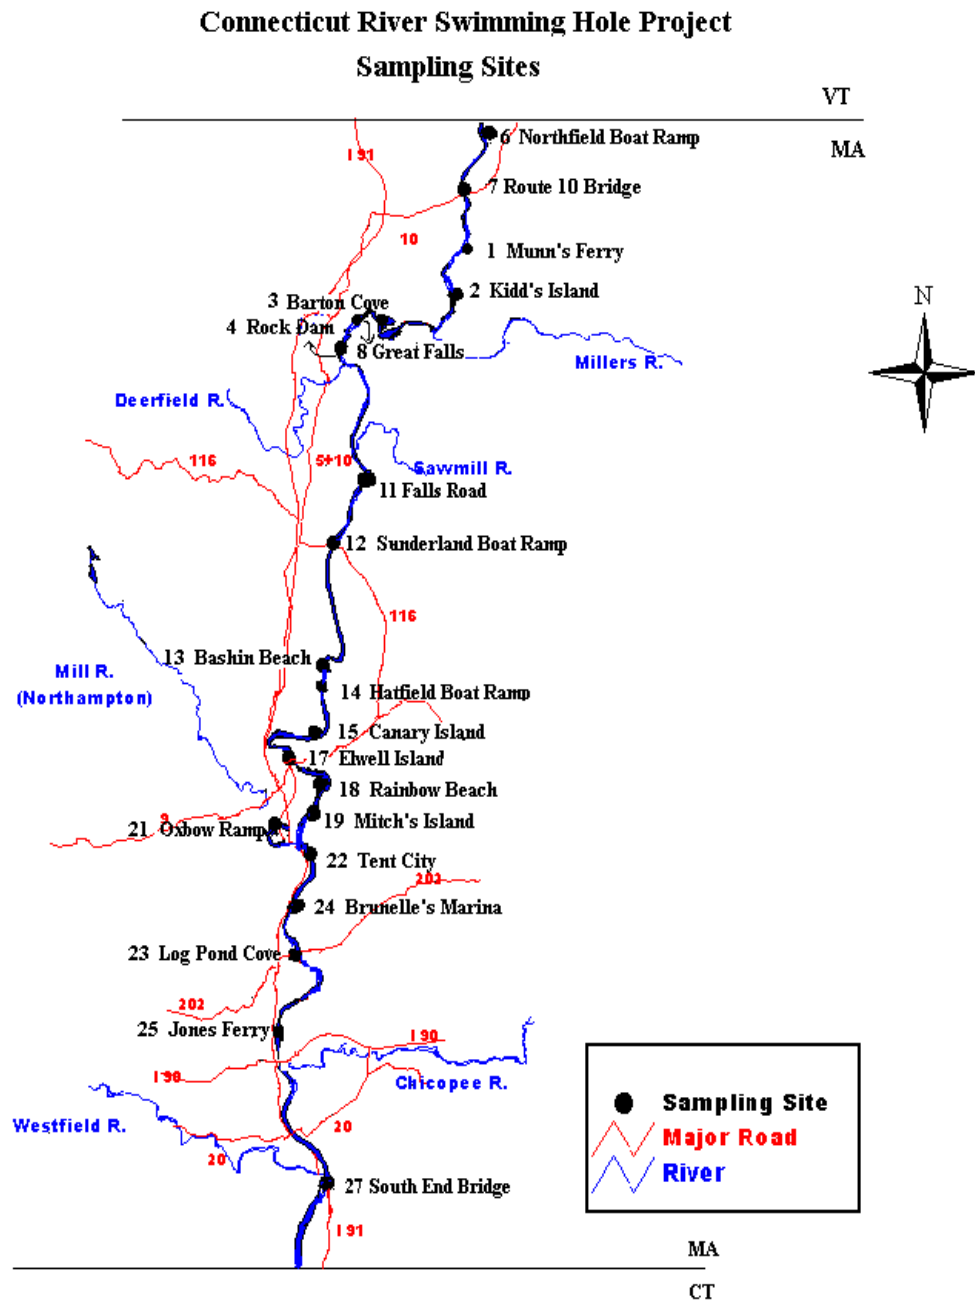 Connecticut River Swimming Hole Project
Sampling Sites
VT
MA
6 Northfield Boat Ramp
I 91
7 Route 10 Bridge
10
1 Munn's Ferry
2 Kidd's Island
N
3 Barton Cove
4 Rock Dam
8 Great Falls
Millers R.
Deerfield R.
116
5+10
Sawmill R.
11 Falls Road
12 Sunderland Boat Ramp
116
13 Bashin Beach
Mill R.
(Northampton)
14 Hatfield Boat Ramp
15 Canary Island
17 Elwell Island
18 Rainbow Beach
9
19 Mitch's Island
21 Oxbow Ramp
22 Tent City
202
24 Brunelle's Marina
23 Log Pond Cove
202
25 Jones Ferry
I 90
I 90
Chicopee R.
Westfield R.
20
20
27 South End Bridge
I 91
Sampling Site
Major Road
River
MA
CT